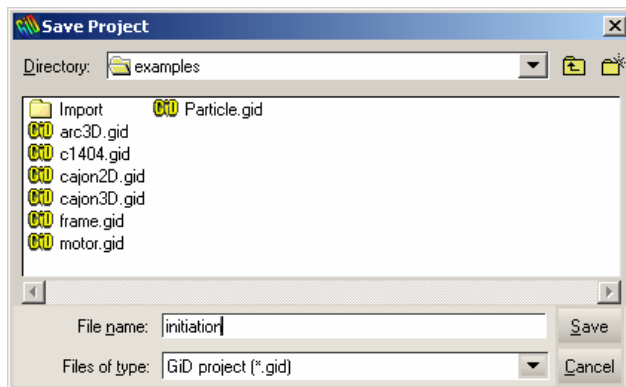 Save Project
Directory: examples
Import
Particle.gid
arc3D.gid
c1404.gid
cajon2D.gid
cajon3D.gid
frame.gid
motor.gid
File name: initiation Save
Files of type: GiD project (*.gid) Cancel